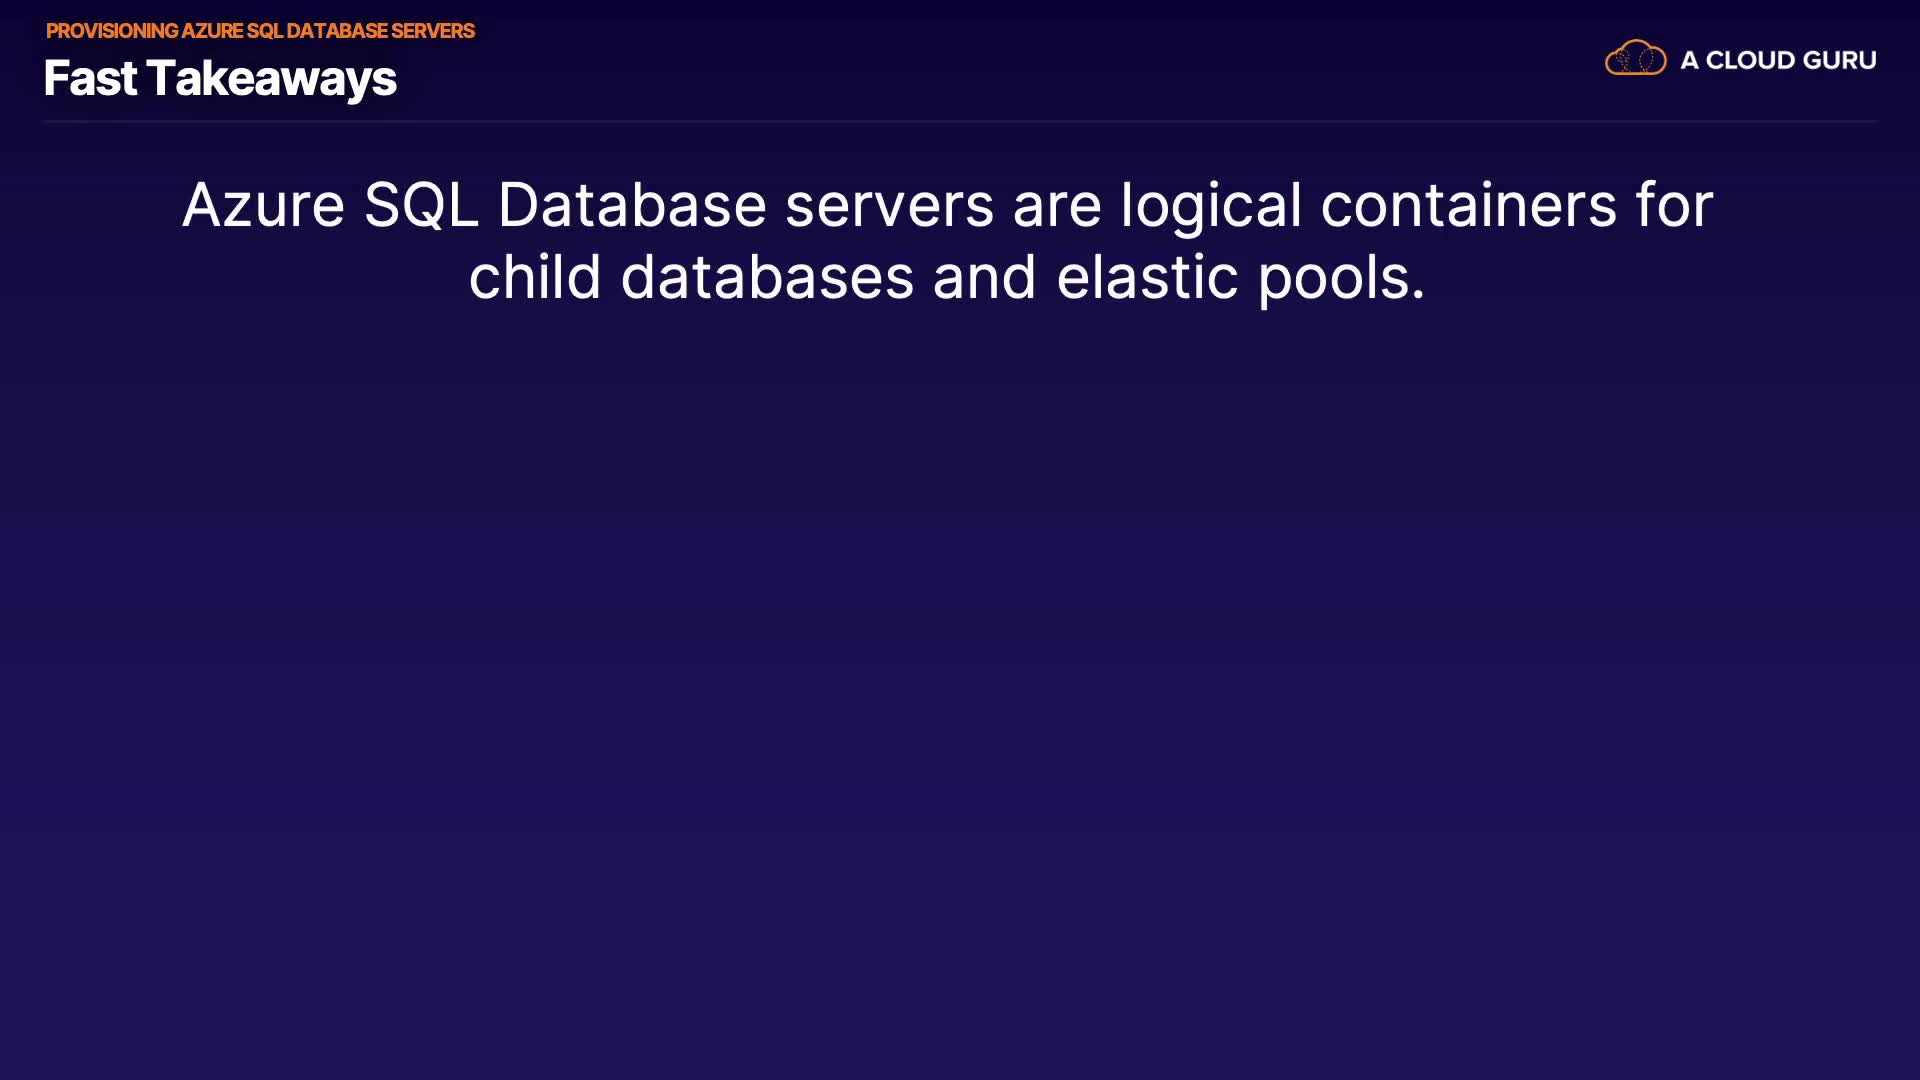 PROVISIONING AZURE SQL DATABASE SERVERS
Fast Takeaways
A CLOUD GURU
Azure SQL Database servers are logical containers for
child databases and elastic pools.